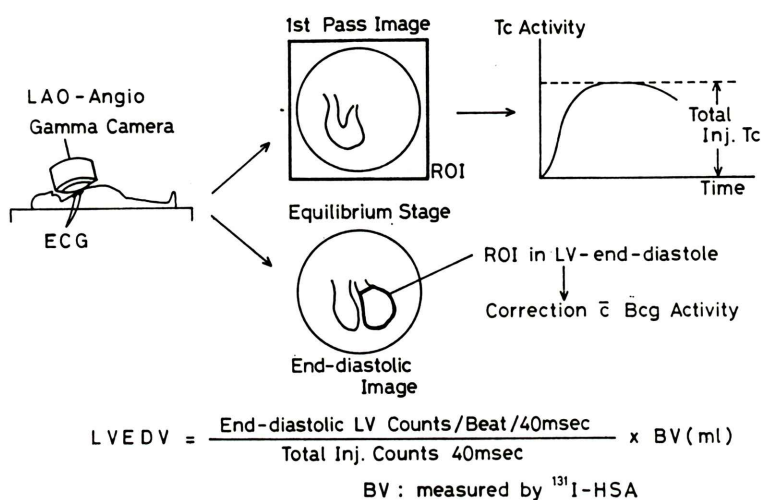 1st Pass Image
Tc Activity
LAO-Angio
Gamma Camera
Total
Inj. Tc
ROI
Time
ECG
Equilibrium Stage
ROI in LV-end-diastole
Correction c̄ Bcg Activity
End-diastolic
Image
LVEDV = End-diastolic LV Counts/Beat/40msec
Total Inj. Counts 40msec
x BV(ml)
BV : measured by ¹³¹I-HSA